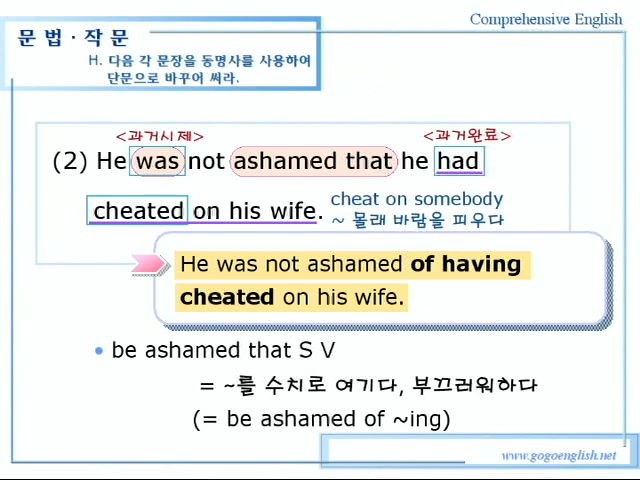 Comprehensive English
문 법 · 작 문
H. 다음 각 문장을 동명사를 사용하여
단문으로 바꾸어 써라.
<과거시제> <과거완료>
(2) He was not ashamed that he had
cheated on his wife. cheat on somebody
~ 몰래 바람을 피우다
He was not ashamed of having
cheated on his wife.
• be ashamed that S V
= ~를 수치로 여기다, 부끄러워하다
(= be ashamed of ~ing)
www.gogoenglish.net